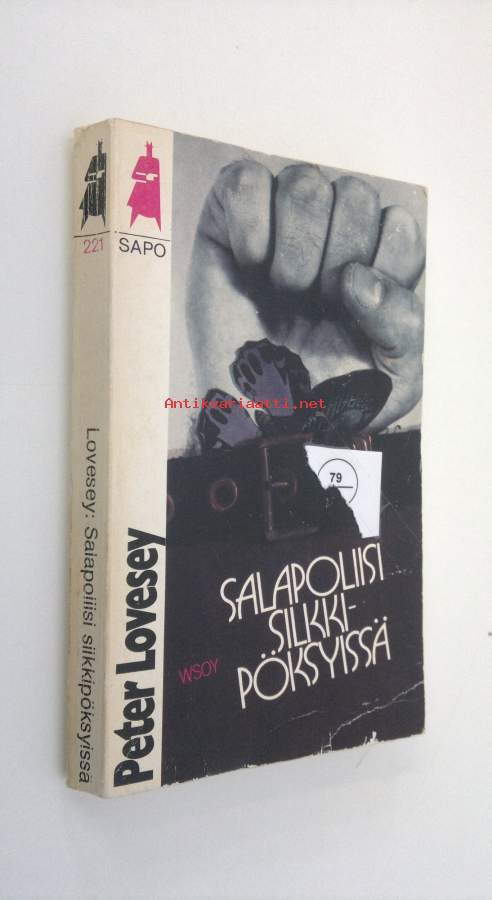 221
Lovesey: Salapoliisi silkkipöksyissä
SAPO
Peter Lovesey
Antikvariaatti.net
79
SALAPOLIISI
SILKKI-
PÖKSYISSÄ
WSOY